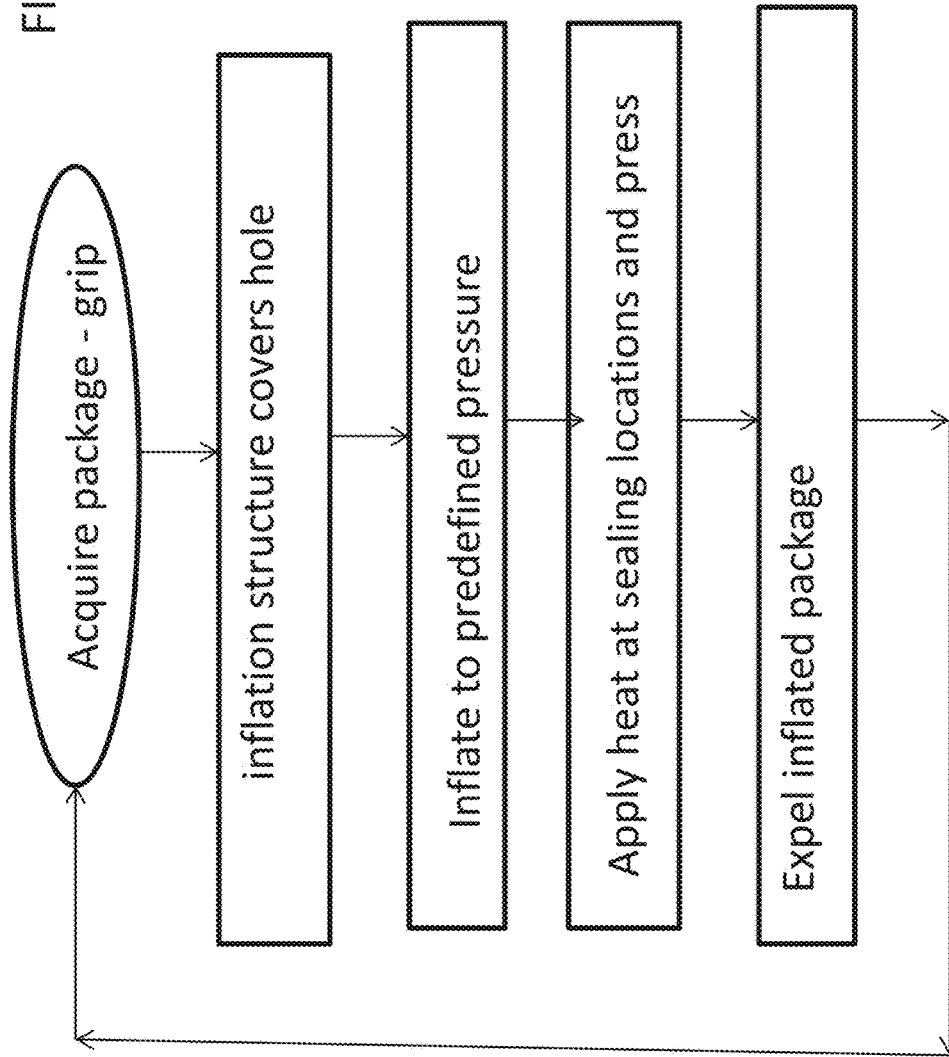 FI
Acquire package - grip
inflation structure covers hole
Inflate to predefined pressure
Apply heat at sealing locations and press
Expel inflated package